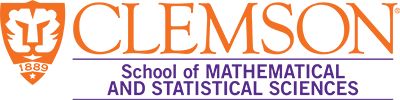 CLEMSON®
1889
School of MATHEMATICAL
AND STATISTICAL SCIENCES